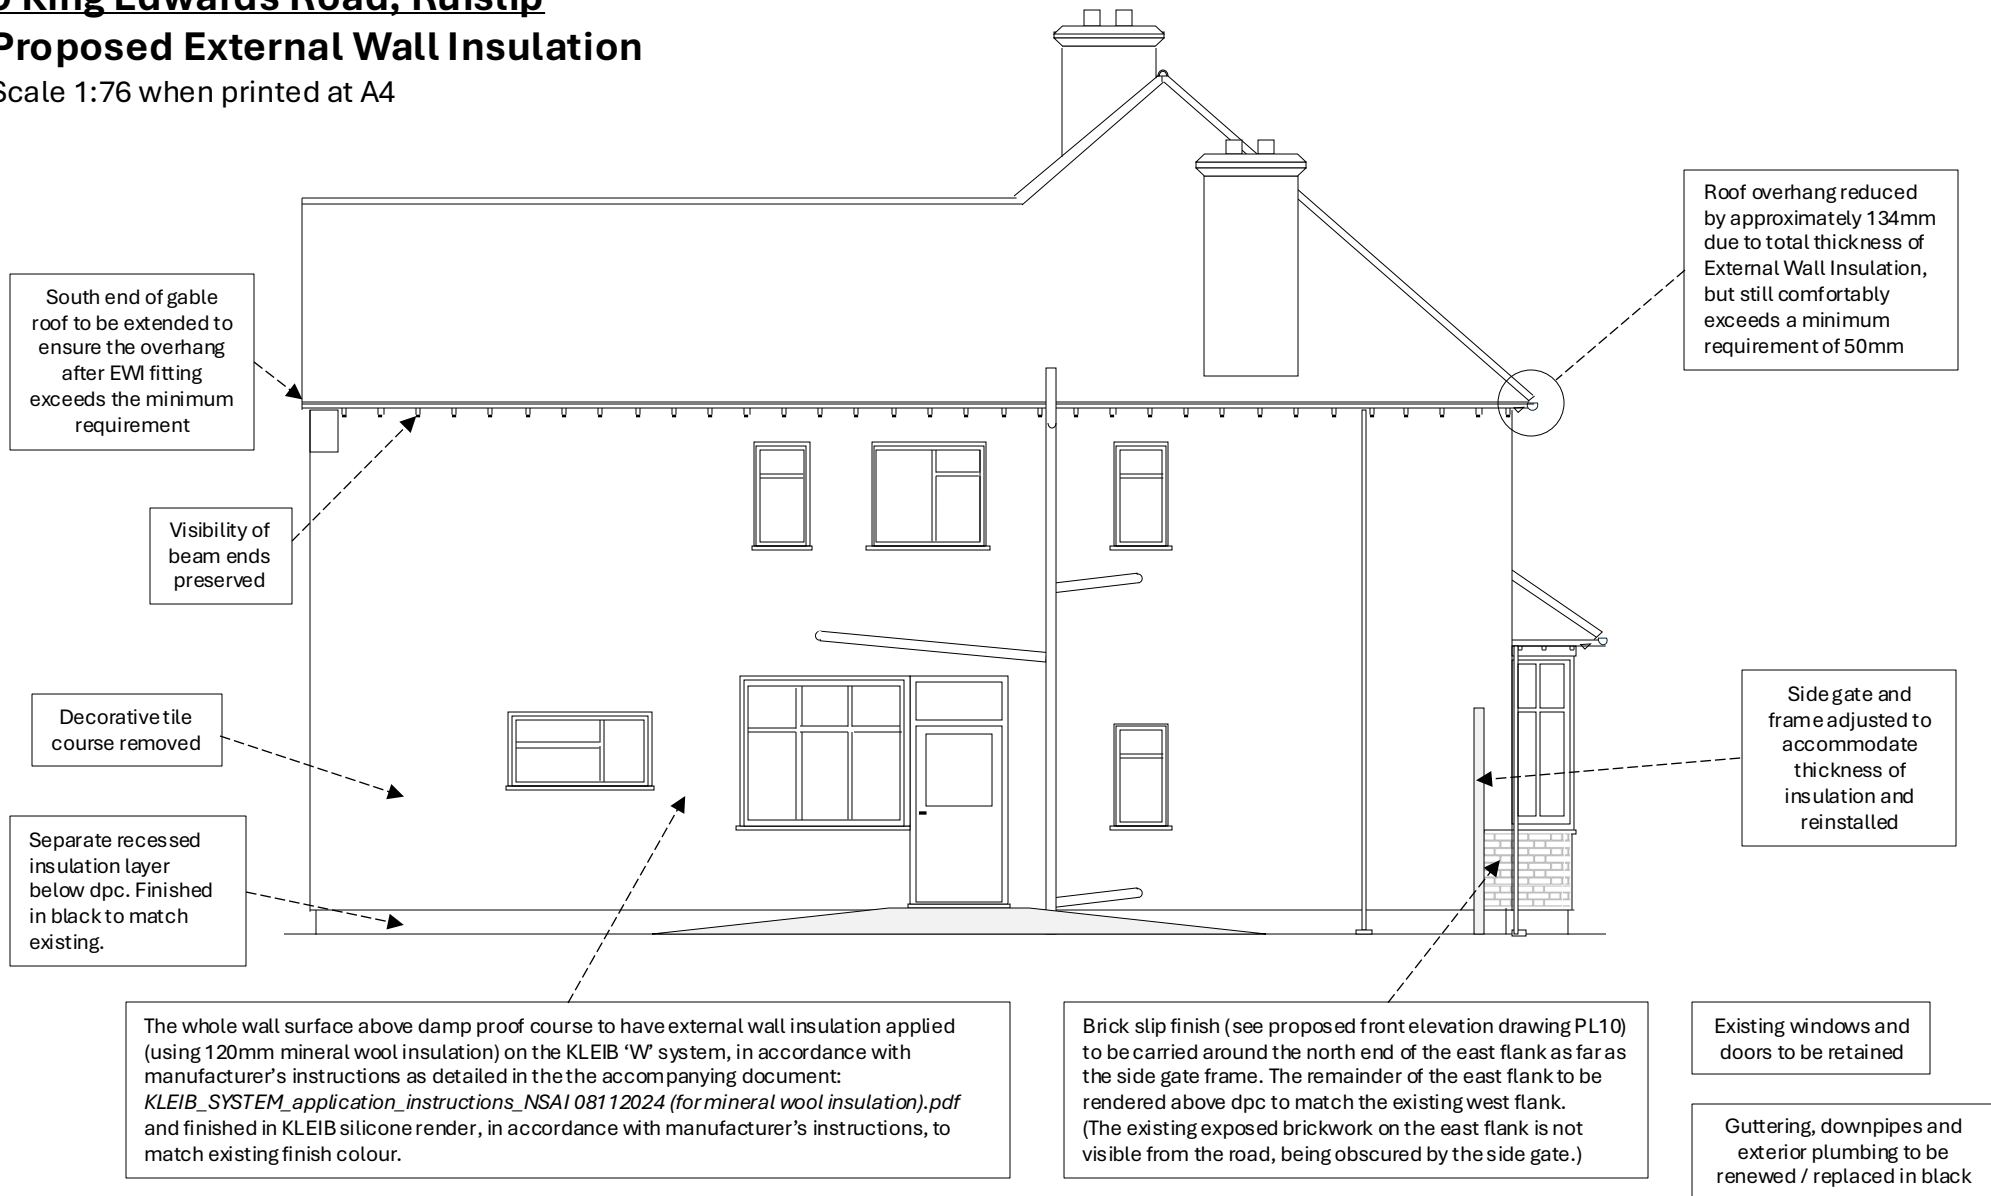 King Edwards Road, Ruislip
Proposed External Wall Insulation
Scale 1:76 when printed at A4
Roof overhang reduced
by approximately 134mm
due to total thickness of
External Wall Insulation,
but still comfortably
exceeds a minimum
requirement of 50mm
South end of gable
roof to be extended to
ensure the overhang
after EWI fitting
exceeds the minimum
requirement
Visibility of
beam ends
preserved
Decorative tile
course removed
Side gate and
frame adjusted to
accommodate
thickness of
insulation and
reinstalled
Separate recessed
insulation layer
below dpc. Finished
in black to match
existing.
The whole wall surface above damp proof course to have external wall insulation applied
(using 120mm mineral wool insulation) on the KLEIB ‘W’ system, in accordance with
manufacturer’s instructions as detailed in the the accompanying document:
KLEIB_SYSTEM_application_instructions_NSAI 08112024 (for mineral wool insulation).pdf
and finished in KLEIB silicone render, in accordance with manufacturer’s instructions, to
match existing finish colour.
Brick slip finish (see proposed front elevation drawing PL10)
to be carried around the north end of the east flank as far as
the side gate frame. The remainder of the east flank to be
rendered above dpc to match the existing west flank.
(The existing exposed brickwork on the east flank is not
visible from the road, being obscured by the side gate.)
Existing windows and
doors to be retained
Guttering, downpipes and
exterior plumbing to be
renewed / replaced in black